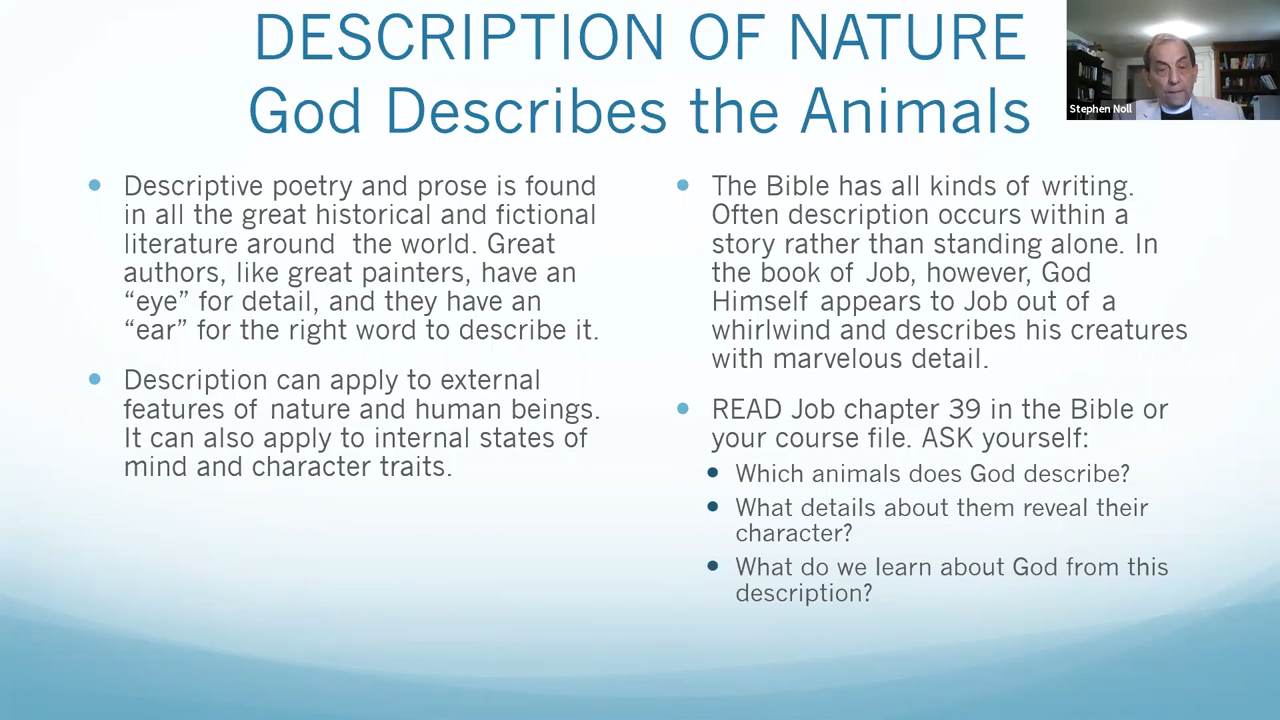 DESCRIPTION OF NATURE
God Describes the Animals
Stephen Noll
Descriptive poetry and prose is found
in all the great historical and fictional
literature around the world. Great
authors, like great painters, have an
“eye” for detail, and they have an
“ear” for the right word to describe it.
Description can apply to external
features of nature and human beings.
It can also apply to internal states of
mind and character traits.
The Bible has all kinds of writing.
Often description occurs within a
story rather than standing alone. In
the book of Job, however, God
Himself appears to Job out of a
whirlwind and describes his creatures
with marvelous detail.
READ Job chapter 39 in the Bible or
your course file. ASK yourself:
Which animals does God describe?
What details about them reveal their
character?
What do we learn about God from this
description?